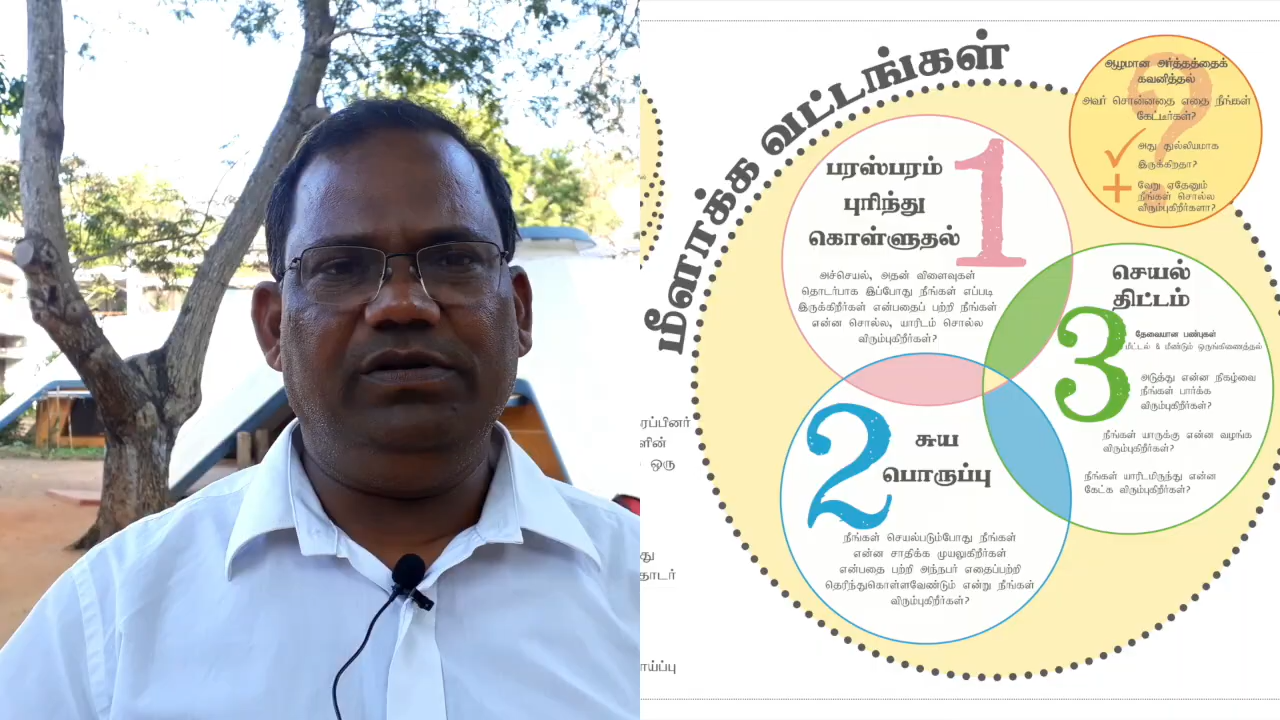 மீளாக்க வட்டங்கள்
ஆழமான அர்த்தத்தைக்
கவனித்தல்
அவர் சொன்னதை எதை நீங்கள்
கேட்டீர்கள்?
அது துல்லியமாக
இருக்கிறதா?
வேறு ஏதேனும்
நீங்கள் சொல்ல
விரும்புகிறீர்களா?
பரஸ்பரம்
புரிந்து
கொள்ளுதல்
1
அச்செயல், அதன் விளைவுகள்
தொடர்பாக இப்போது நீங்கள் எப்படி
இருக்கிறீர்கள் என்பதைப் பற்றி நீங்கள்
என்ன சொல்ல, யாரிடம் சொல்ல
விரும்புகிறீர்கள்?
செயல்
திட்டம்
3
தேவையான பண்புகள்
மீட்டல் & மீண்டும் ஒருங்கிணைத்தல்
அடுத்து என்ன நிகழ்வை
நீங்கள் பார்க்க
விரும்புகிறீர்கள்?
நீங்கள் யாருக்கு என்ன வழங்க
விரும்புகிறீர்கள்?
நீங்கள் யாரிடமிருந்து என்ன
கேட்க விரும்புகிறீர்கள்?
2
சுய
பொருப்பு
நீங்கள் செயல்படும்போது நீங்கள்
என்ன சாதிக்க முயலுகிறீர்கள்
என்பதை பற்றி அந்நபர் எதைப்பற்றி
தெரிந்துகொள்ளவேண்டும் என்று நீங்கள்
விரும்புகிறீர்கள்?
ஒரு